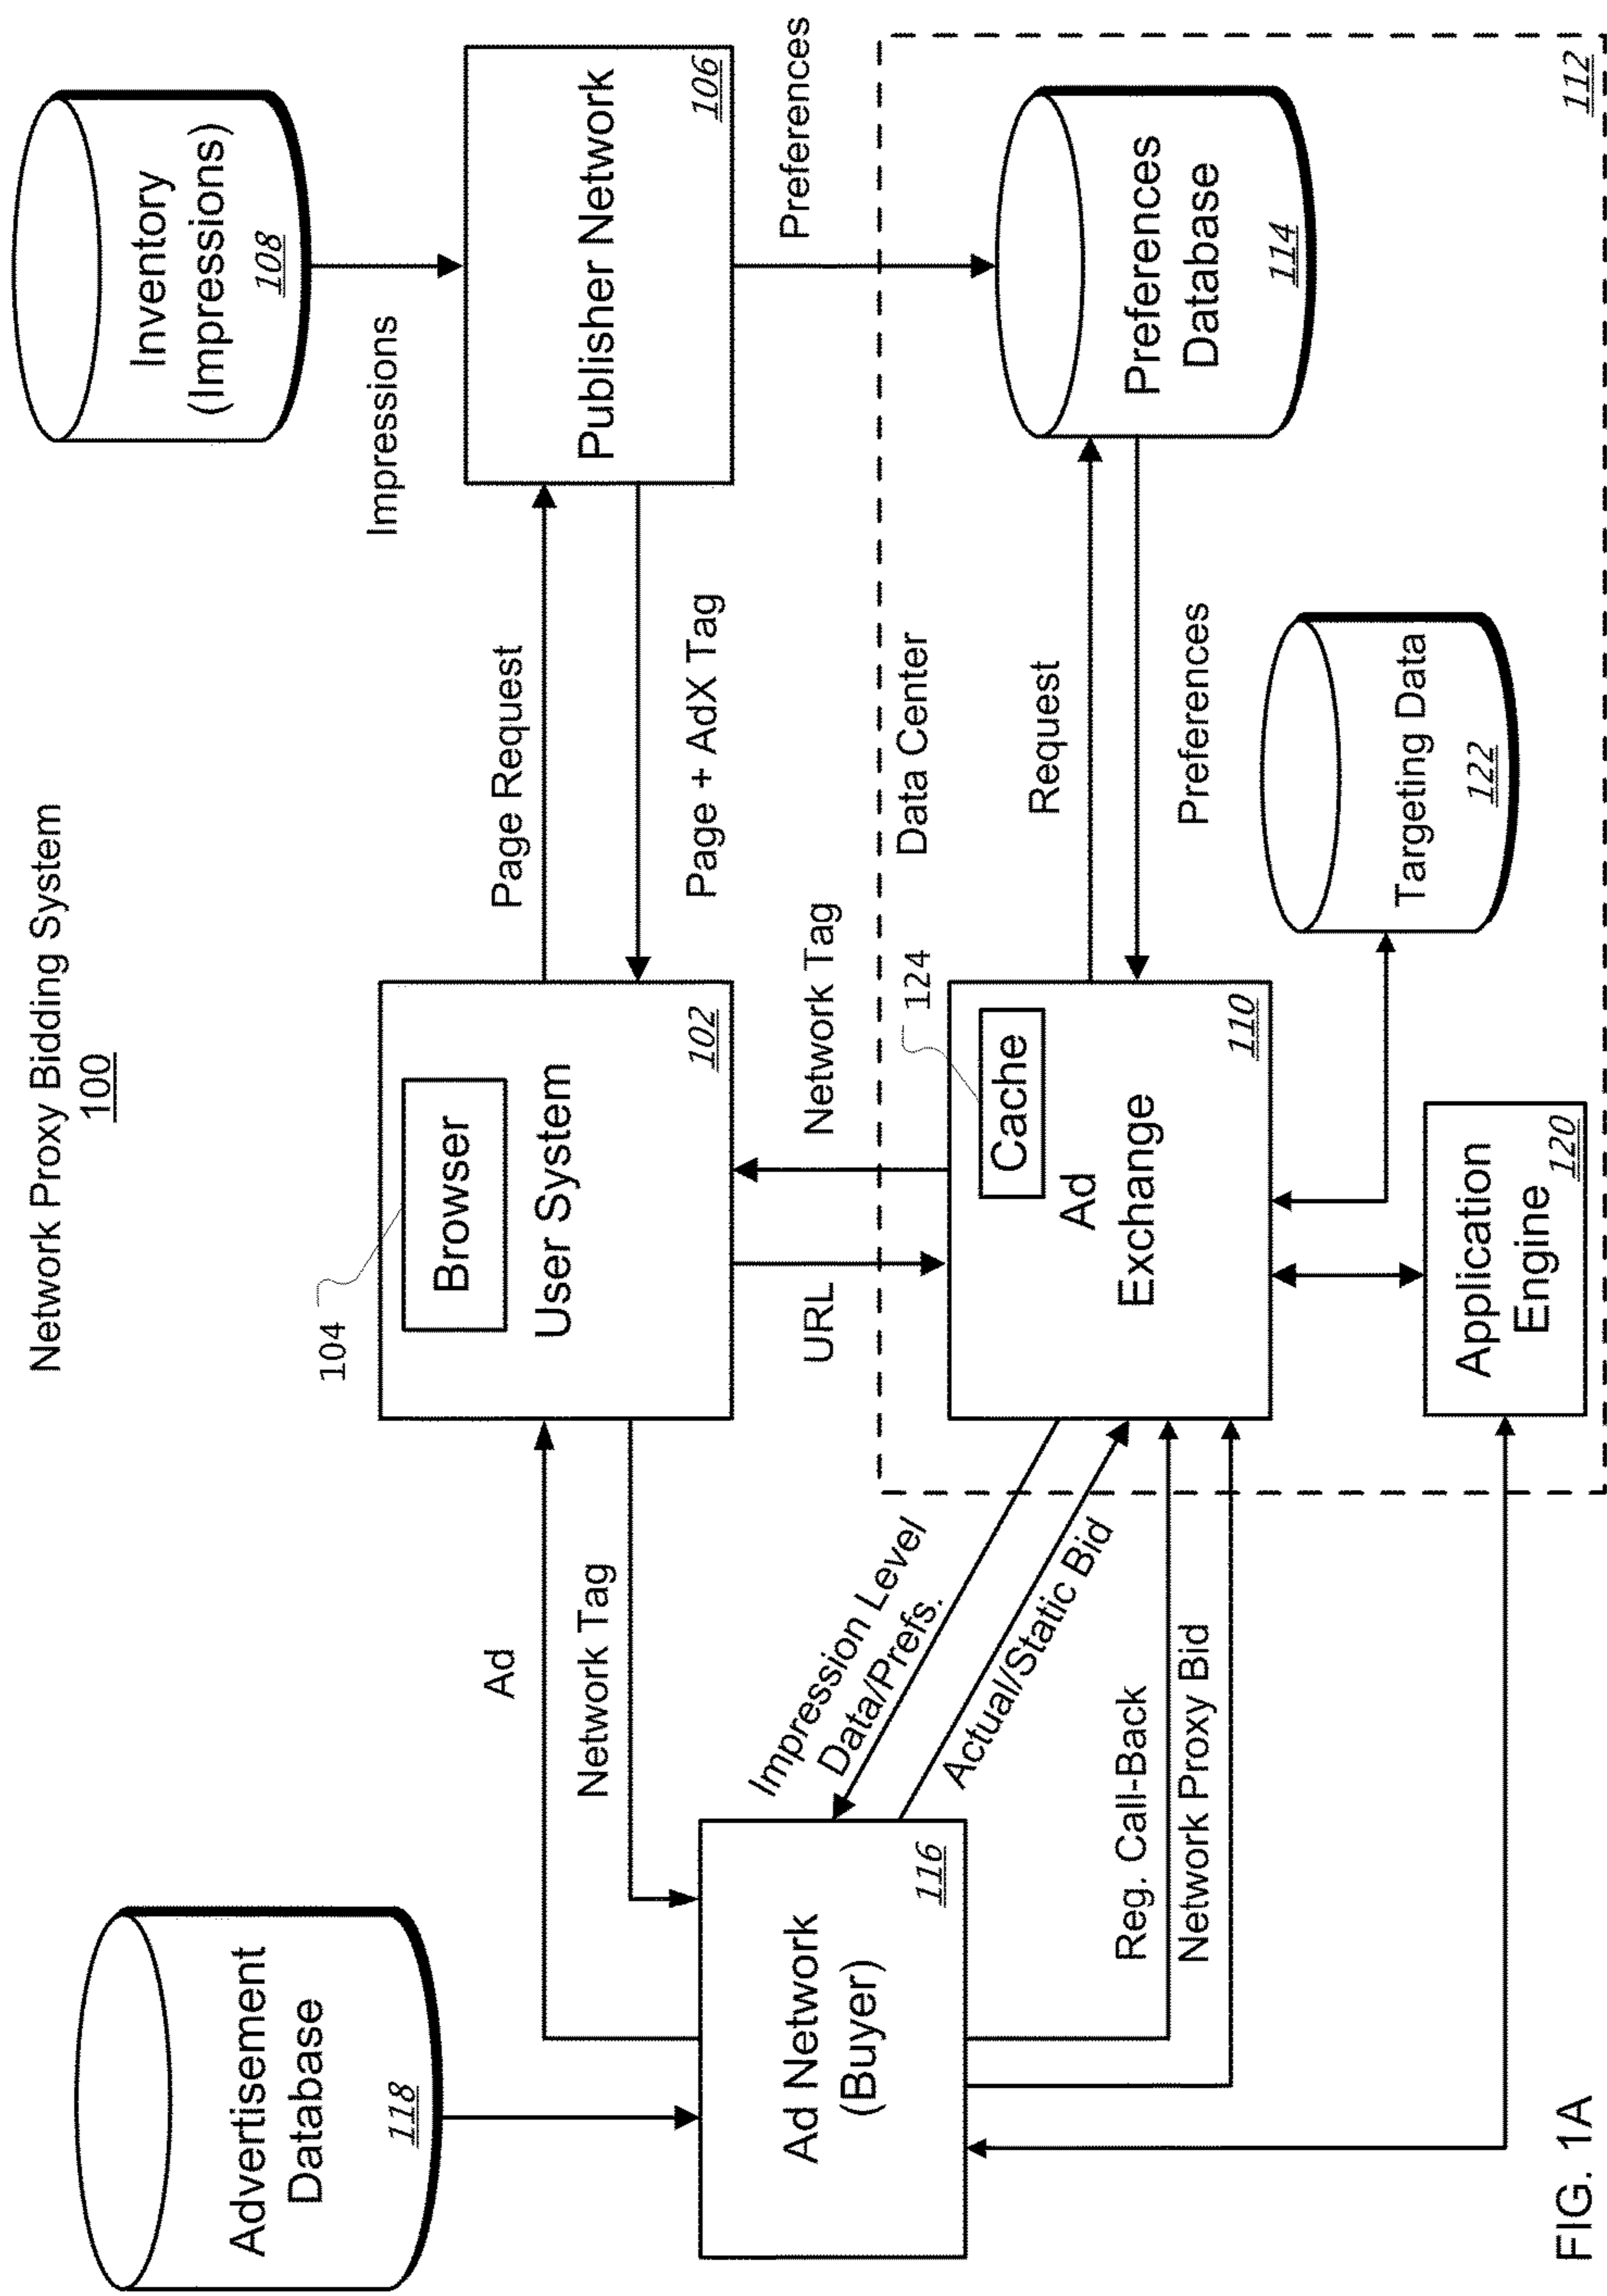 Network Proxy Bidding System
100
Advertisement
Database
118
104
Browser
User System
102
Inventory
(Impressions)
108
Impressions
Ad
Network Tag
Page Request
Page + AdX Tag
Publisher Network
106
Preferences
URL
Network Tag
124
Data Center
Ad Network
(Buyer)
116
Impression Level
Data/Prefs.
Actual/Static Bid
Reg. Call-Back
Network Proxy Bid
Cache
Ad
Exchange
110
Request
Preferences
Preferences
Database
114
Application
Engine
120
Targeting Data
122
112
FIG. 1A